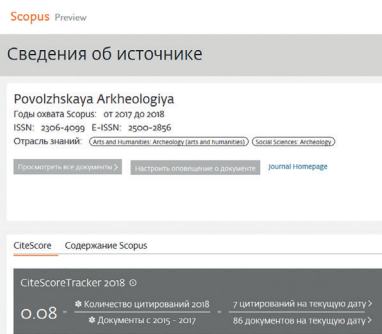 Scopus Preview
Сведения об источнике
Povolzhskaya Arkheologiya
Годы охвата Scopus: от 2017 до 2018
ISSN: 2306-4099 E-ISSN: 2500-2856
Отрасль знаний: Arts and Humanities: Archeology (arts and humanities) Social Sciences: Archeology
Просмотреть все документы > Настроить оповещение о документе Journal Homepage
CiteScore Содержание Scopus
CiteScoreTracker 2018
0.08 = Количество цитирований 2018 = 7 цитирований на текущую дату >
Документы с 2015 - 2017 86 документов на текущую дату >